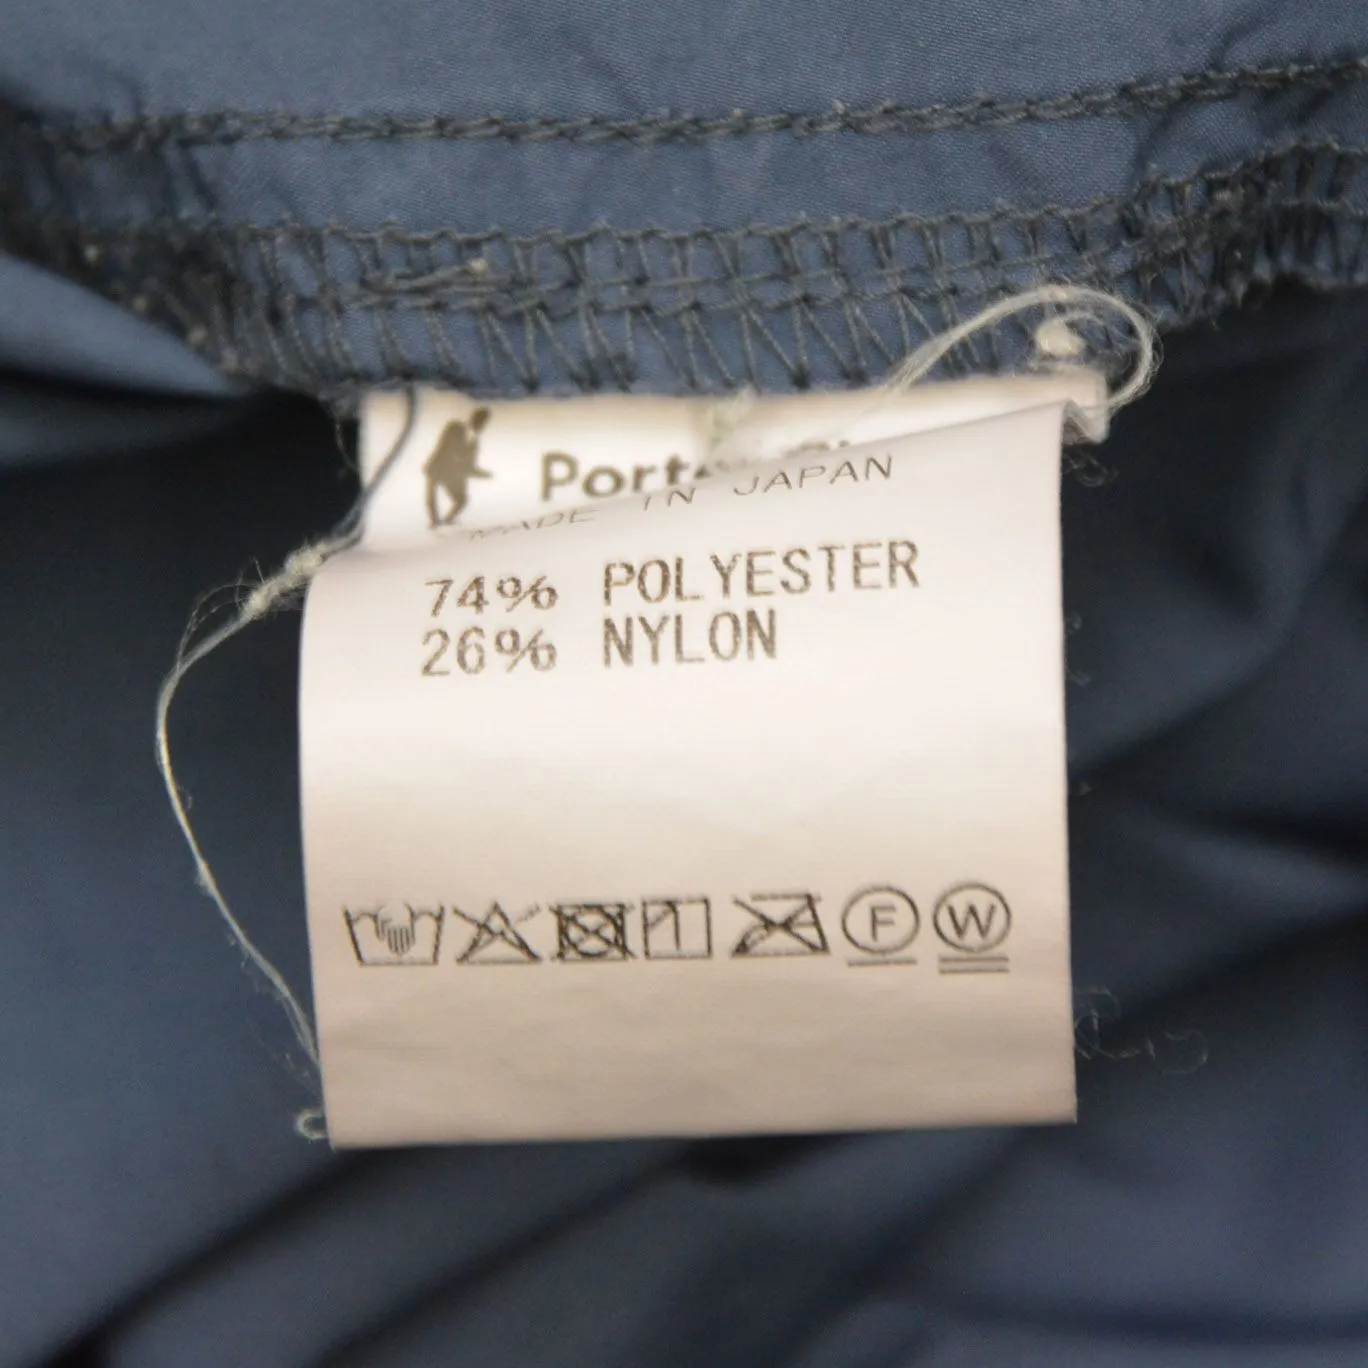 MADE IN JAPAN
74% POLYESTER
26% NYLON
F W